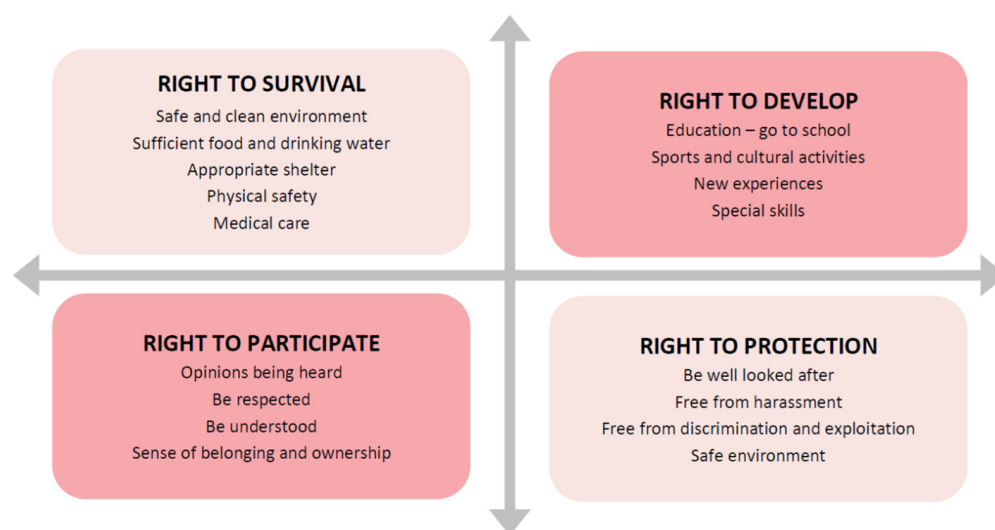 RIGHT TO SURVIVAL
Safe and clean environment
Sufficient food and drinking water
Appropriate shelter
Physical safety
Medical care
RIGHT TO DEVELOP
Education – go to school
Sports and cultural activities
New experiences
Special skills
RIGHT TO PARTICIPATE
Opinions being heard
Be respected
Be understood
Sense of belonging and ownership
RIGHT TO PROTECTION
Be well looked after
Free from harassment
Free from discrimination and exploitation
Safe environment